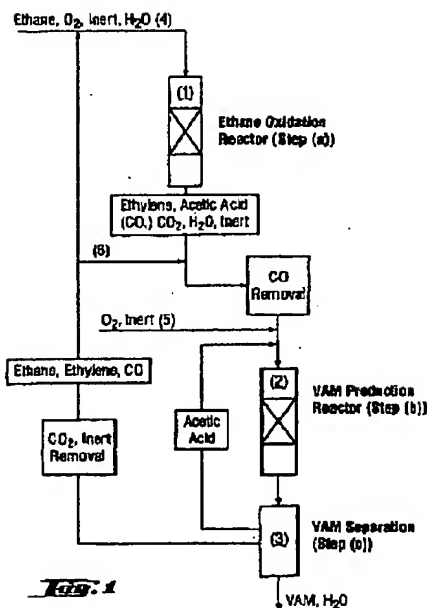 Ethane, O₂, Inert, H₂O (4)
(1)
Ethane Oxidation
Reactor (Step (a))
Ethylene, Acetic Acid
(CO,) CO₂, H₂O, Inert
(6)
CO
Removal
O₂, Inert (5)
Ethane, Ethylene, CO
(2)
VAM Production
Reactor (Step (b))
Acetic
Acid
CO₂, Inert
Removal
(3)
VAM Separation
(Step (c))
Fig. 1
VAM, H₂O